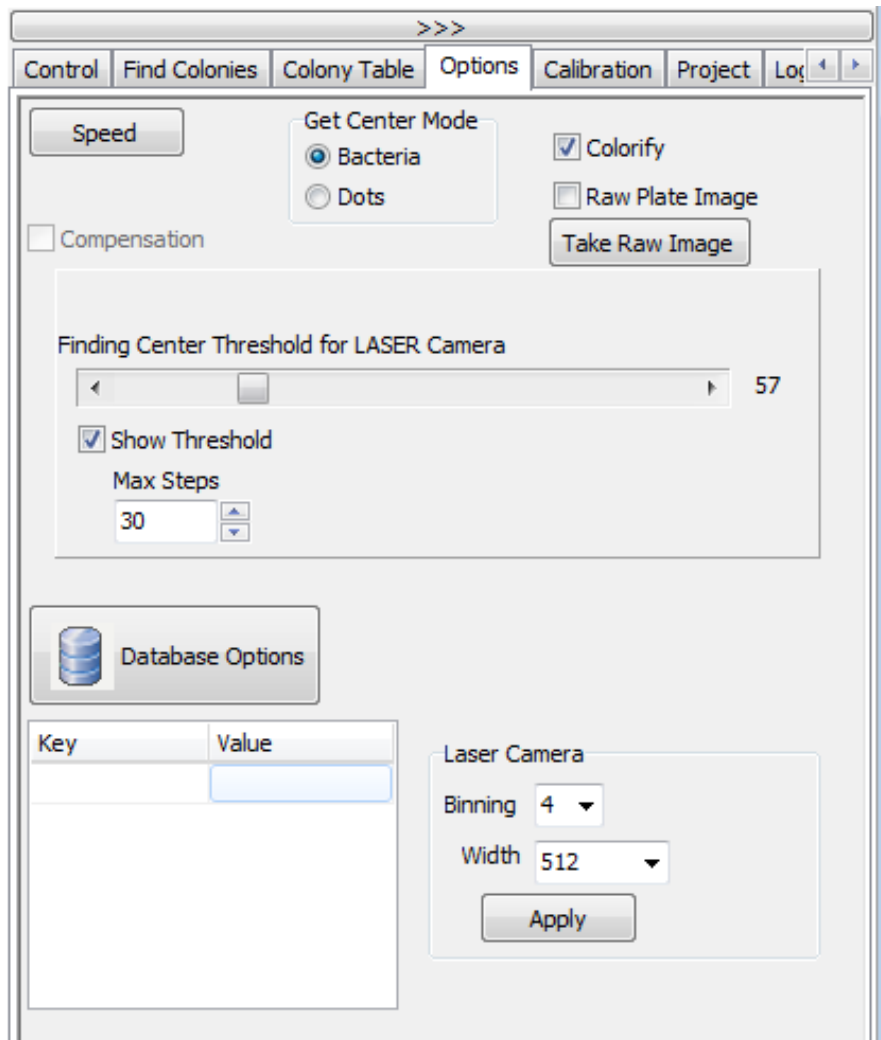 >>>
Control Find Colonies Colony Table Options Calibration Project
Speed
Get Center Mode
Bacteria
Dots
Colorify
Raw Plate Image
Take Raw Image
Compensation
Finding Center Threshold for LASER Camera
57
Show Threshold
Max Steps
30
Database Options
Key Value
Laser Camera
Binning 4
Width 512
Apply